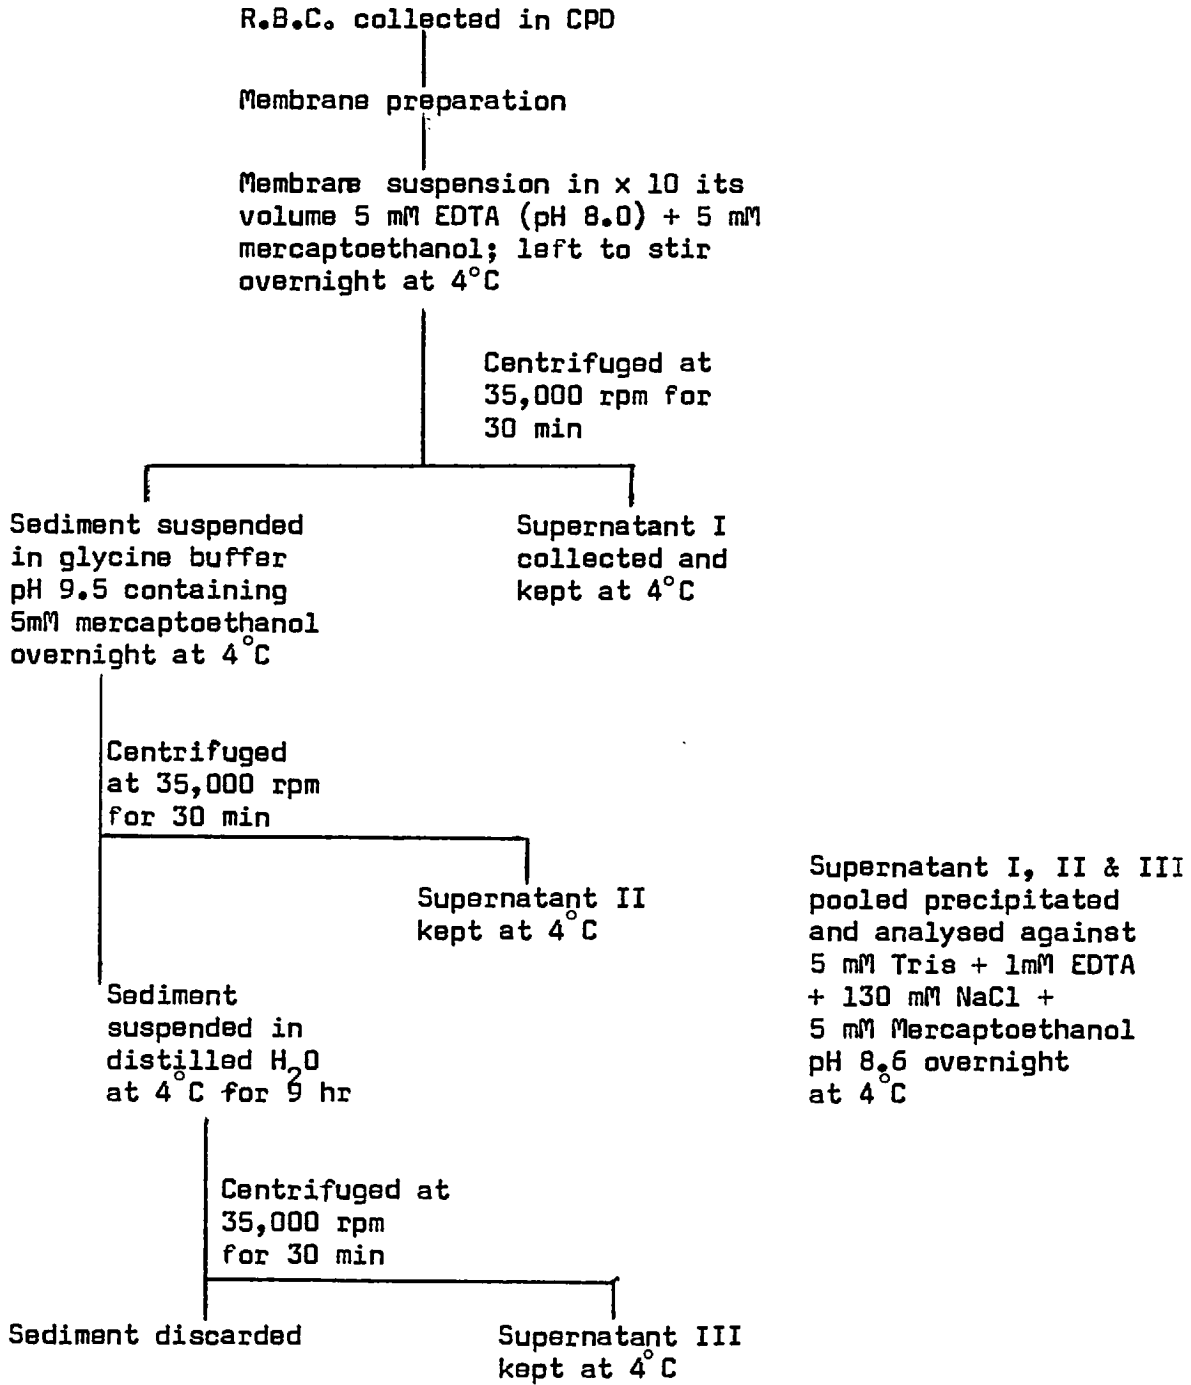 R.B.C. collected in CPD
Membrane preparation
Membrane suspension in x 10 its
volume 5 mM EDTA (pH 8.0) + 5 mM
mercaptoethanol; left to stir
overnight at 4°C
Centrifuged at
35,000 rpm for
30 min
Sediment suspended
in glycine buffer
pH 9.5 containing
5mM mercaptoethanol
overnight at 4°C
Supernatant I
collected and
kept at 4°C
Centrifuged
at 35,000 rpm
for 30 min
Supernatant II
kept at 4°C
Sediment
suspended in
distilled H2O
at 4°C for 9 hr
Supernatant I, II & III
pooled precipitated
and analysed against
5 mM Tris + 1mM EDTA
+ 130 mM NaCl +
5 mM Mercaptoethanol
pH 8.6 overnight
at 4°C
Centrifuged at
35,000 rpm
for 30 min
Sediment discarded
Supernatant III
kept at 4°C